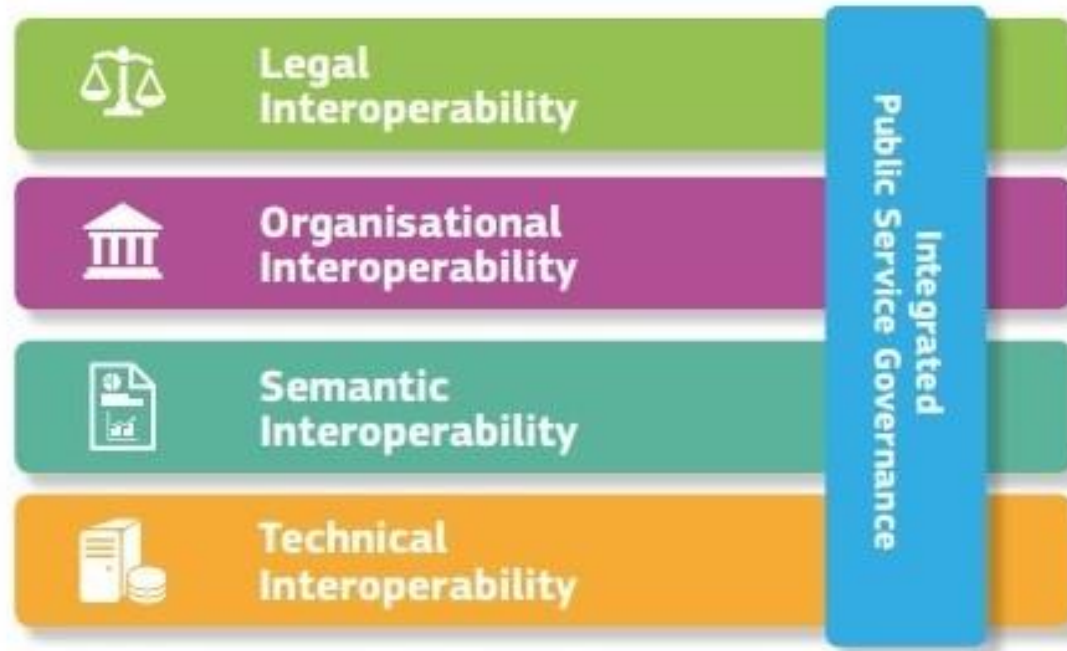 Legal
Interoperability
Organisational
Interoperability
Semantic
Interoperability
Technical
Interoperability
Integrated
Public Service Governance